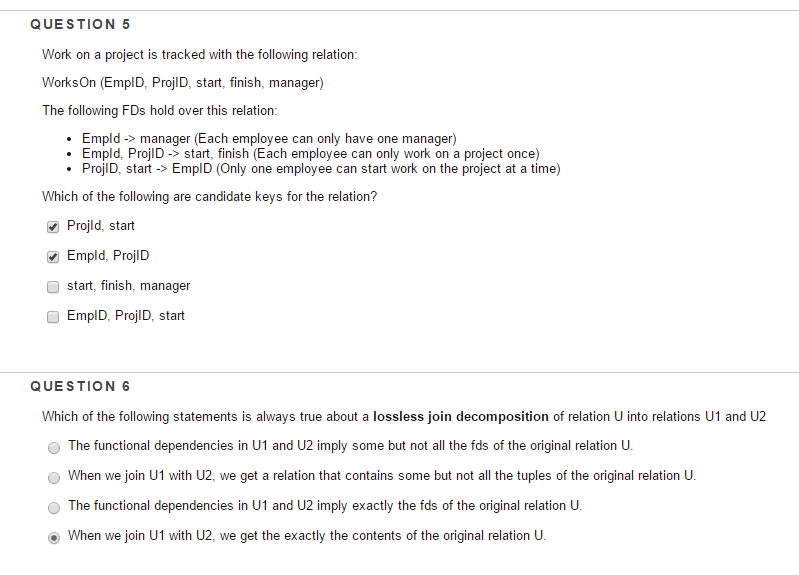 QUESTION 5
Work on a project is tracked with the following relation:
WorksOn (EmpID, ProjID, start, finish, manager)
The following FDs hold over this relation:
• EmpId -> manager (Each employee can only have one manager)
• EmpId, ProjID -> start, finish (Each employee can only work on a project once)
• ProjID, start -> EmpID (Only one employee can start work on the project at a time)
Which of the following are candidate keys for the relation?
ProjId, start
EmpId, ProjID
start, finish, manager
EmpID, ProjID, start
QUESTION 6
Which of the following statements is always true about a lossless join decomposition of relation U into relations U1 and U2
The functional dependencies in U1 and U2 imply some but not all the fds of the original relation U.
When we join U1 with U2, we get a relation that contains some but not all the tuples of the original relation U.
The functional dependencies in U1 and U2 imply exactly the fds of the original relation U.
When we join U1 with U2, we get the exactly the contents of the original relation U.